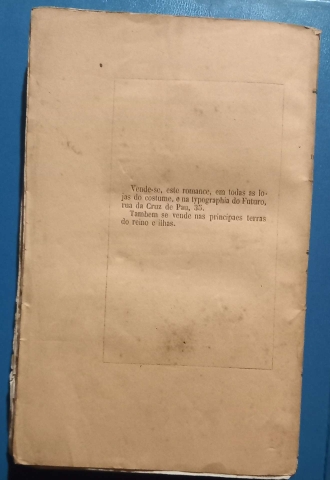 Vende-se, este romance, em todas as lo-
jas do costume, e na typographia do Futuro,
rua da Cruz de Pau, 35.
Tambem se vende nas principaes terras
do reino e ilhas.